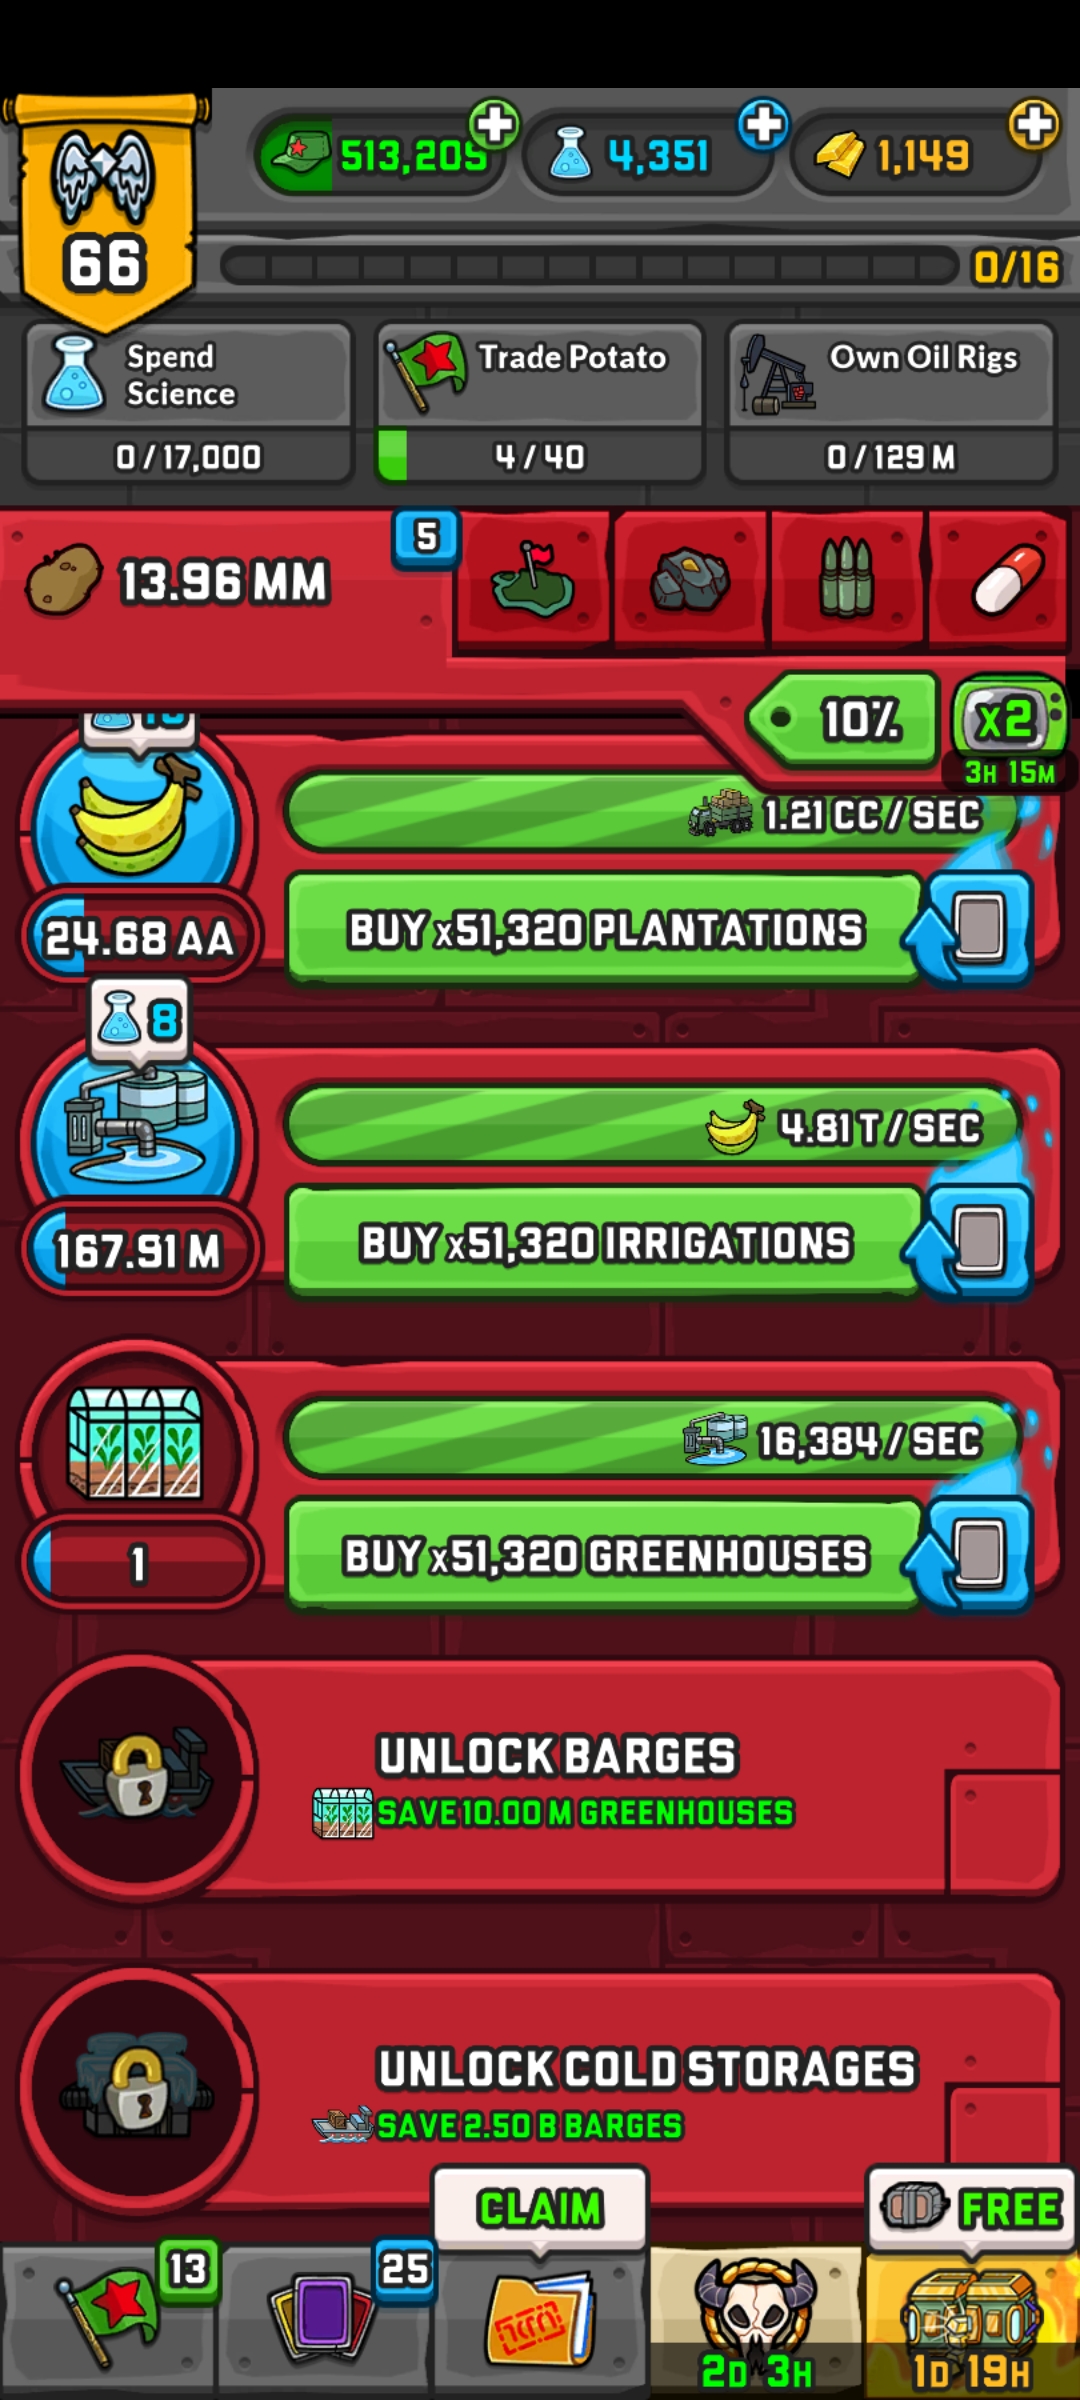 513,205
4,351
1,149
66
0/16
Spend
Science
0/17,000
Trade Potato
4/40
Own Oil Rigs
0/129 M
13.96 MM
5
10%
x2
3H 15M
1.21 CC / SEC
24.68 AA
BUY x51,320 PLANTATIONS
8
4.81 T / SEC
167.91 M
BUY x51,320 IRRIGATIONS
16,384 / SEC
1
BUY x51,320 GREENHOUSES
UNLOCK BARGES
SAVE 10.00 M GREENHOUSES
UNLOCK COLD STORAGES
SAVE 2.50 B BARGES
CLAIM
FREE
13
25
2D 3H
1D 19H